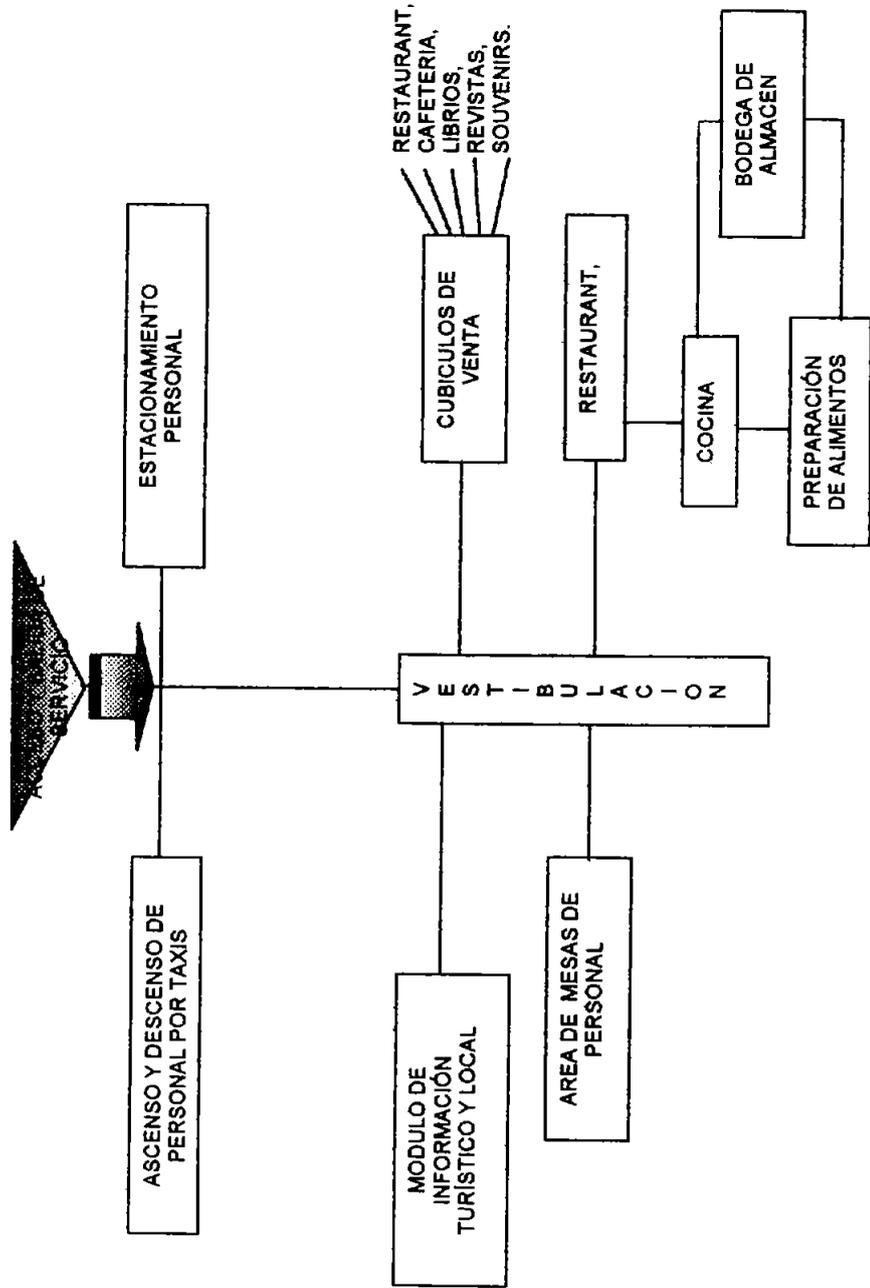 SERVICIO
ASCENSO Y DESCENSO DE
PERSONAL POR TAXIS
ESTACIONAMIENTO
PERSONAL
MODULO DE
INFORMACIÓN
TURÍSTICO Y LOCAL
AREA DE MESAS DE
PERSONAL
VESTIBULACION
CUBICULOS DE
VENTA
RESTAURANT,
CAFETERIA,
LIBRIOS,
REVISTAS,
SOUVENIRS.
RESTAURANT,
COCINA
PREPARACIÓN
DE ALIMENTOS
BODEGA DE
ALMACEN